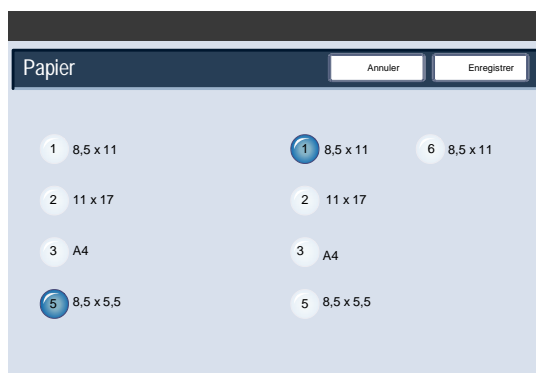 Papier
Annuler
Enregistrer
1 8,5 x 11
2 11 x 17
3 A4
5 8,5 x 5,5
1 8,5 x 11
2 11 x 17
3 A4
5 8,5 x 5,5
6 8,5 x 11